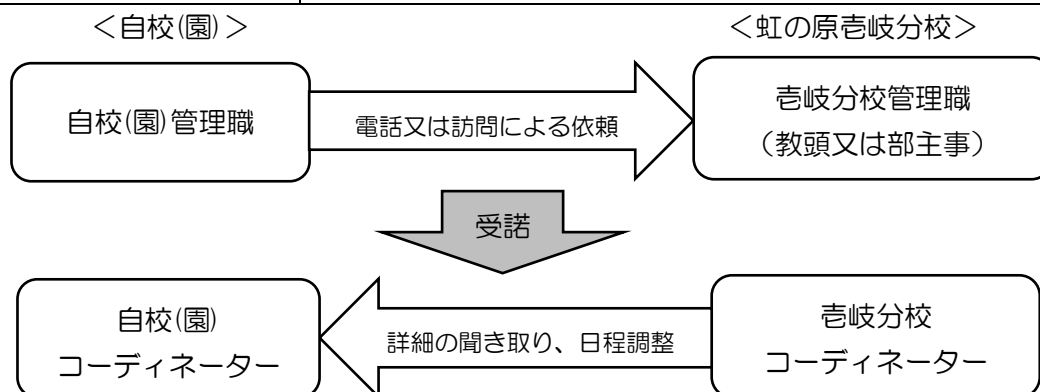 ＜自校(園)＞
＜虹の原壱岐分校＞
自校(園)管理職
電話又は訪問による依頼
壱岐分校管理職
（教頭又は部主事）
受諾
自校(園)
コーディネーター
詳細の聞き取り、日程調整
壱岐分校
コーディネーター